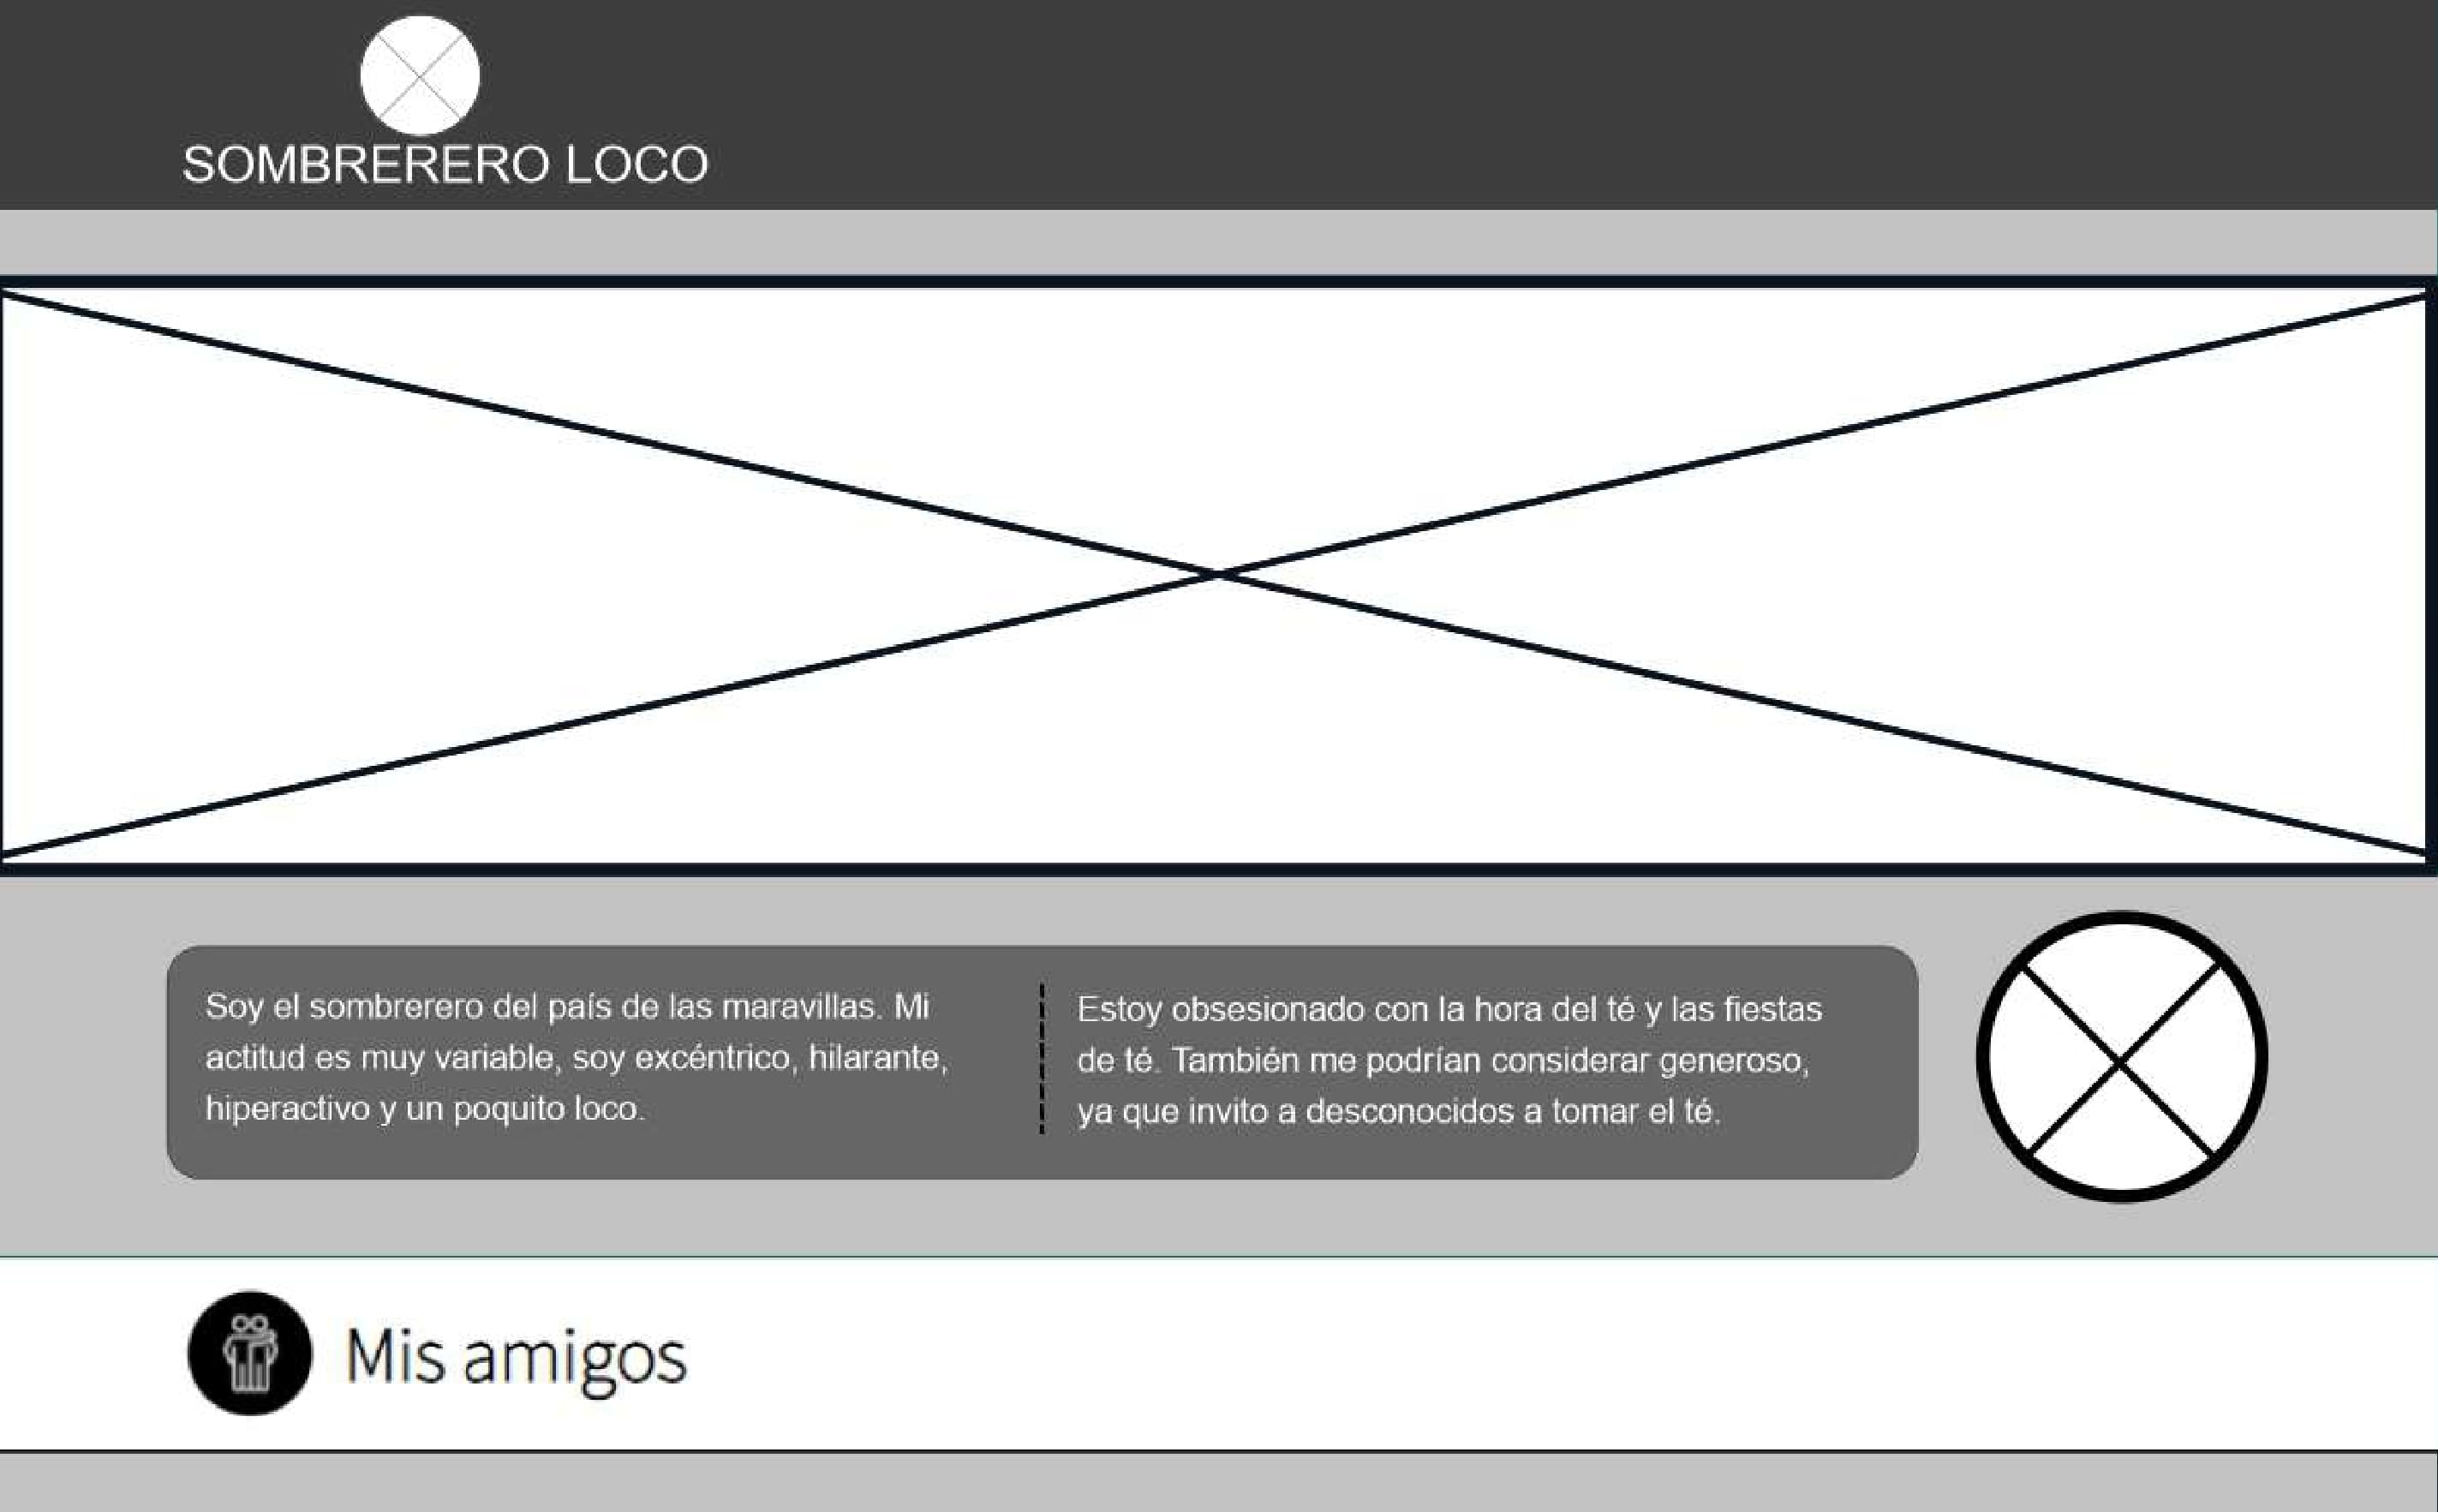 SOMBRERERO LOCO
Soy el sombrerero del país de las maravillas. Mi
actitud es muy variable, soy excéntrico, hilarante,
hiperactivo y un poquito loco.
Estoy obsesionado con la hora del té y las fiestas
de té. También me podrían considerar generoso,
ya que invito a desconocidos a tomar el té.
Mis amigos